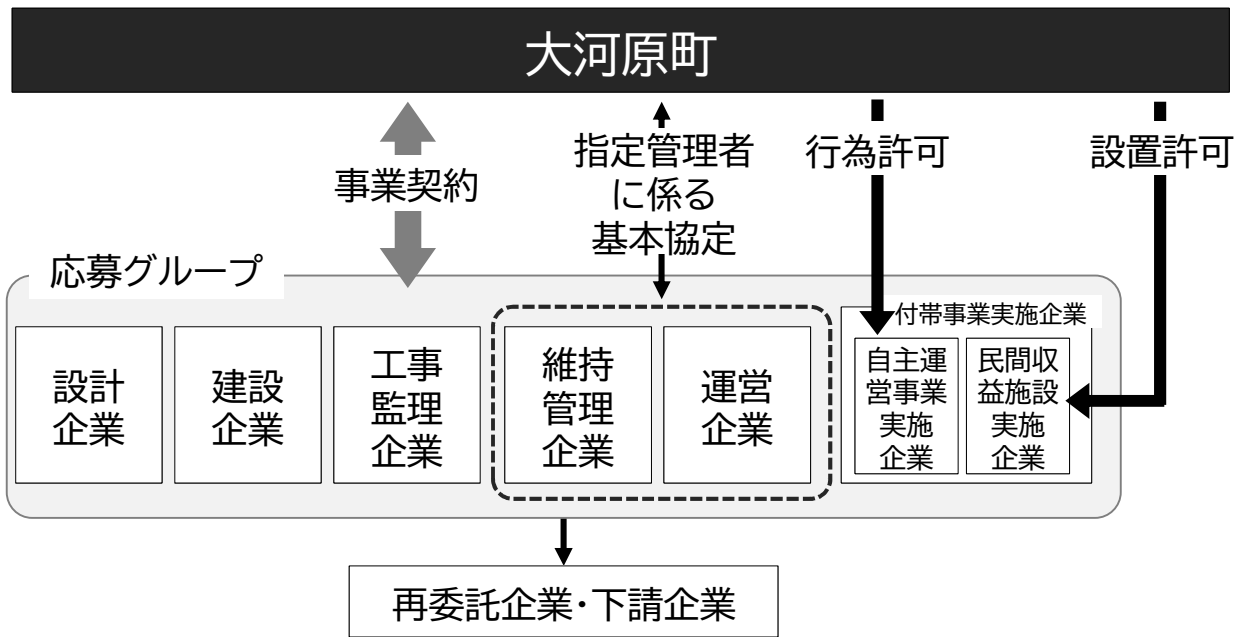 大河原町
事業契約
指定管理者
に係る
基本協定
行為許可
設置許可
応募グループ
設計
企業
建設
企業
工事
監理
企業
維持
管理
企業
運営
企業
付帯事業実施企業
自主運
営事業
実施
企業
民間収
益施設
実施
企業
再委託企業・下請企業